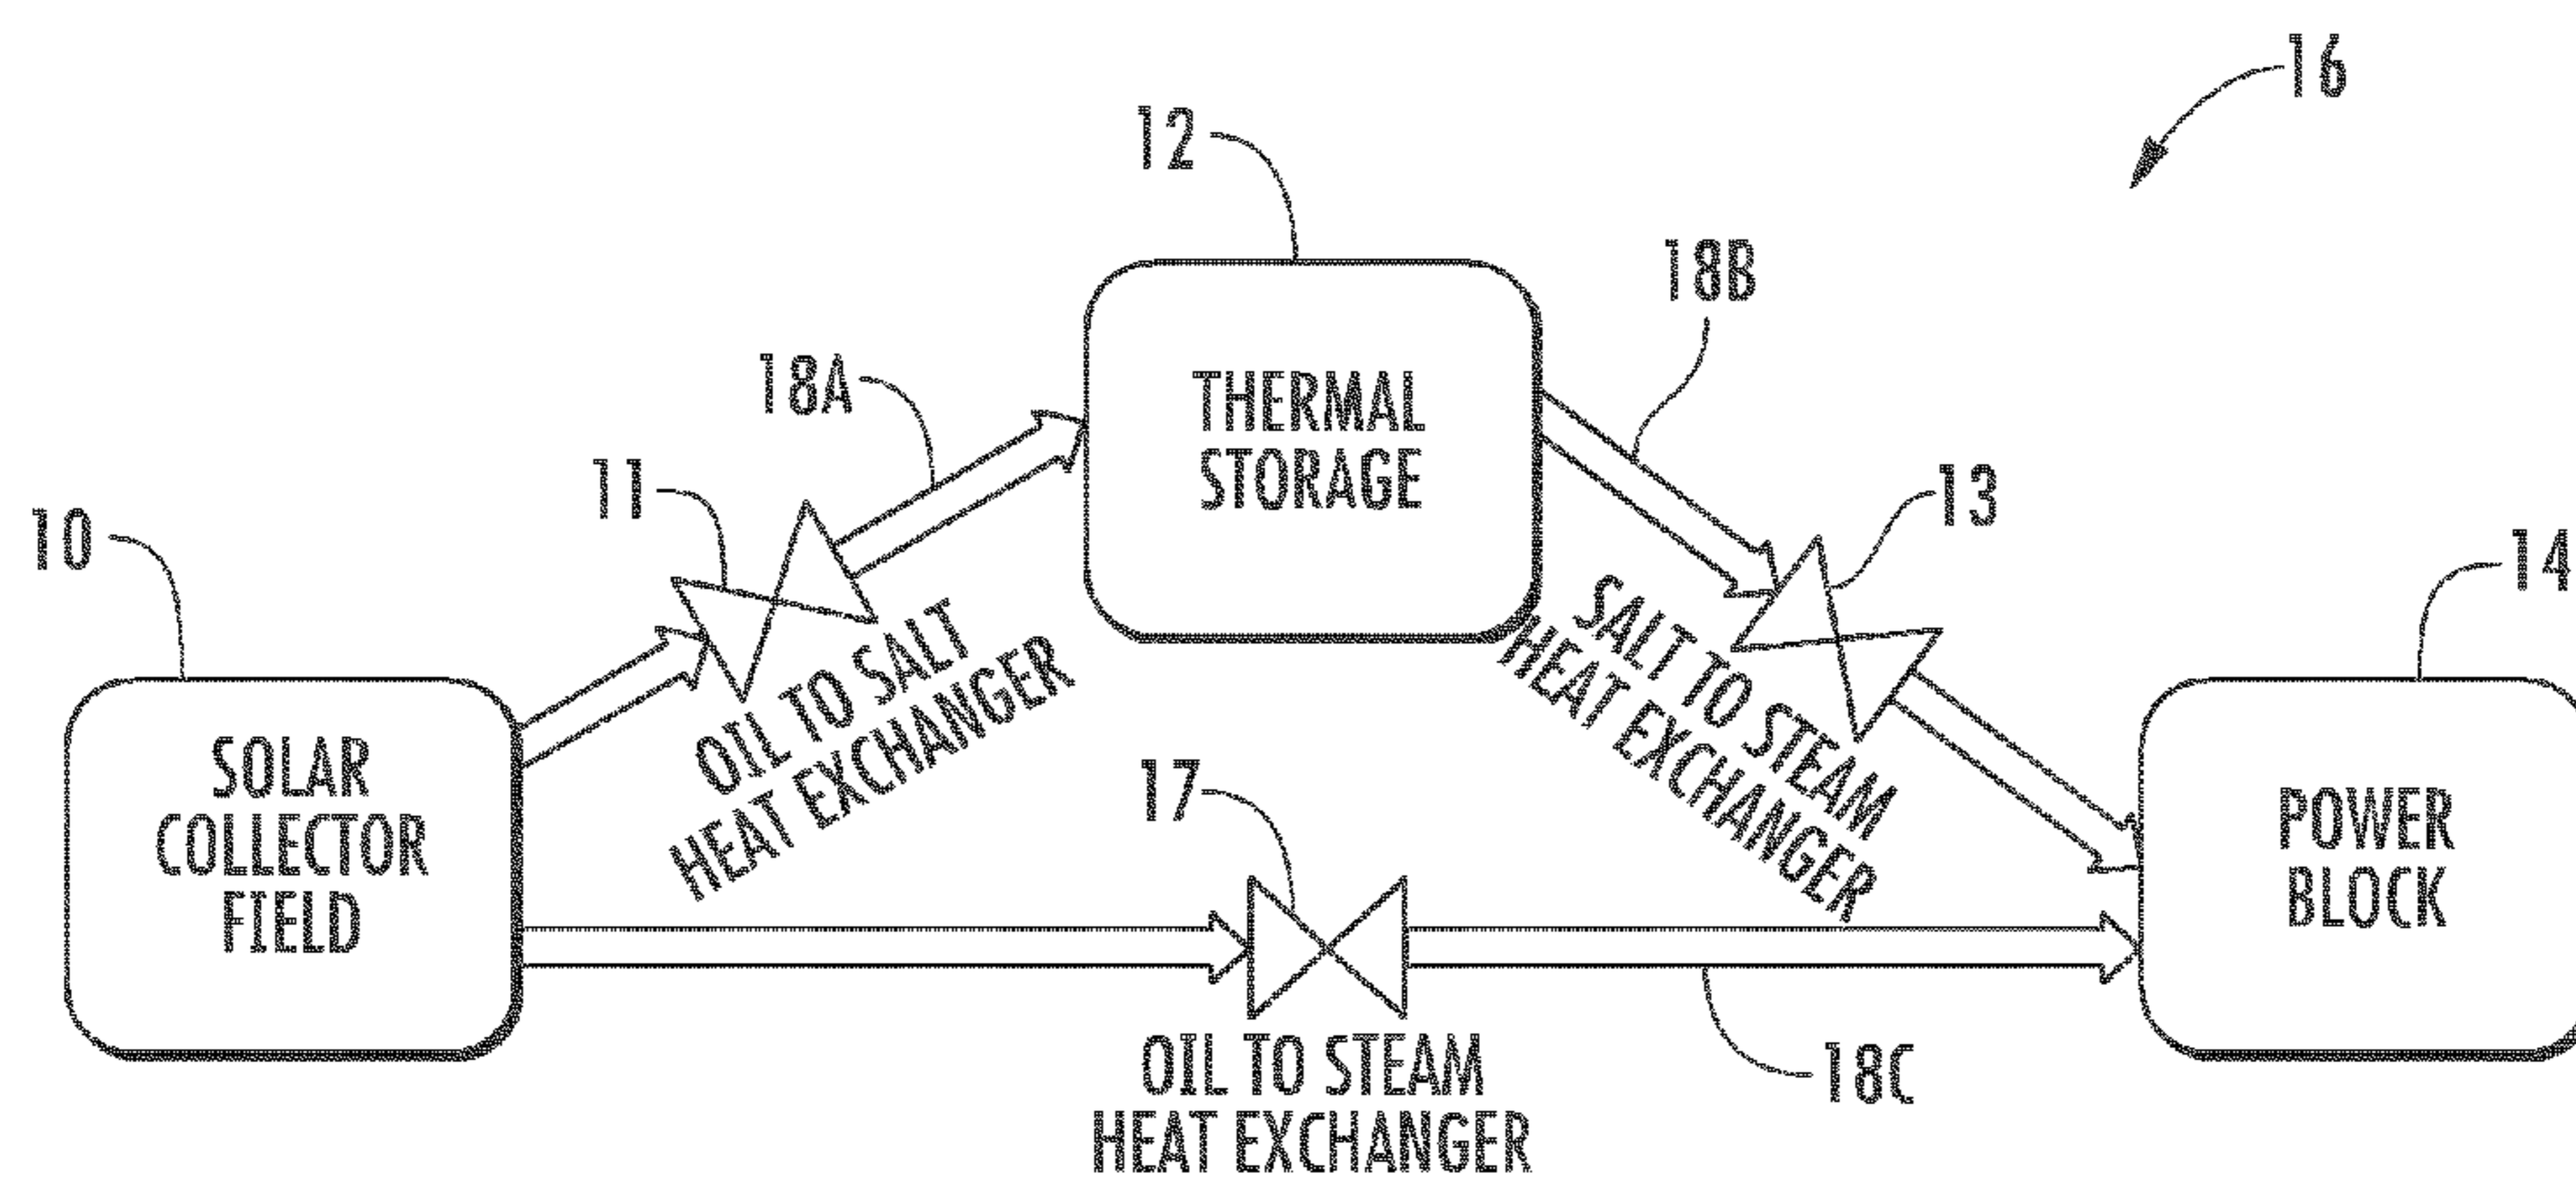 16
12
18B
18A
THERMAL
STORAGE
11
13
10
14
OIL TO SALT
HEAT EXCHANGER
SALT TO STEAM
HEAT EXCHANGER
SOLAR
COLLECTOR
FIELD
17
POWER
BLOCK
18C
OIL TO STEAM
HEAT EXCHANGER